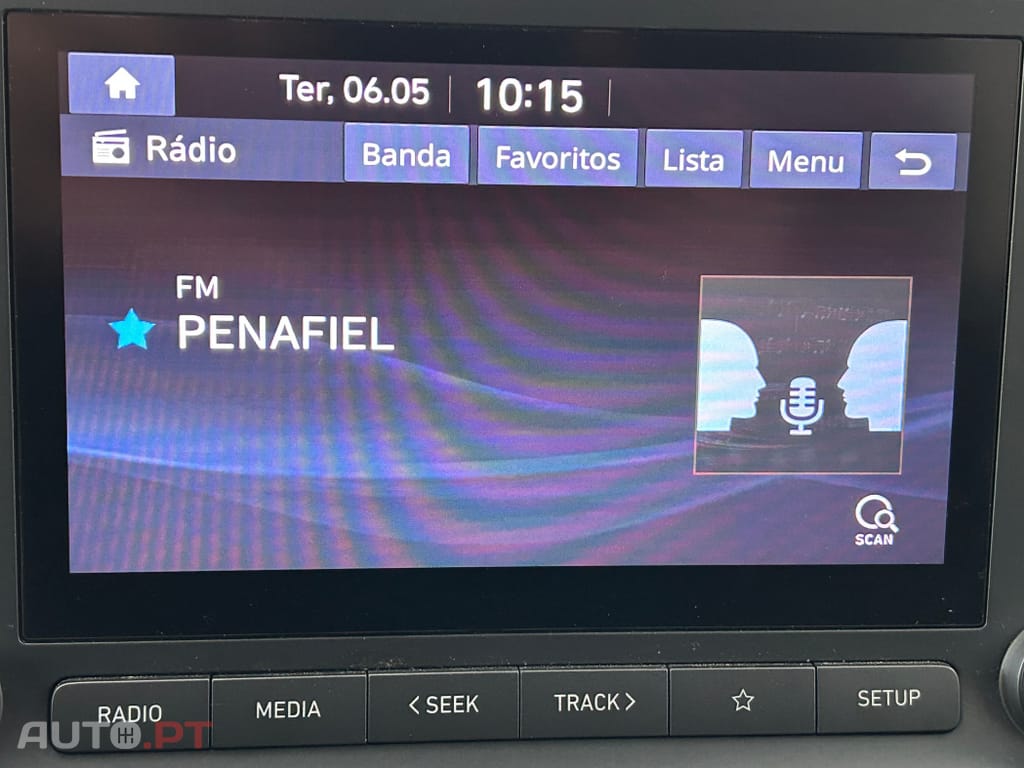 Ter, 06.05 10:15
Rádio Banda Favoritos Lista Menu
FM
PENAFIEL
SCAN
RADIO MEDIA < SEEK TRACK > SETUP
AUTO.PT